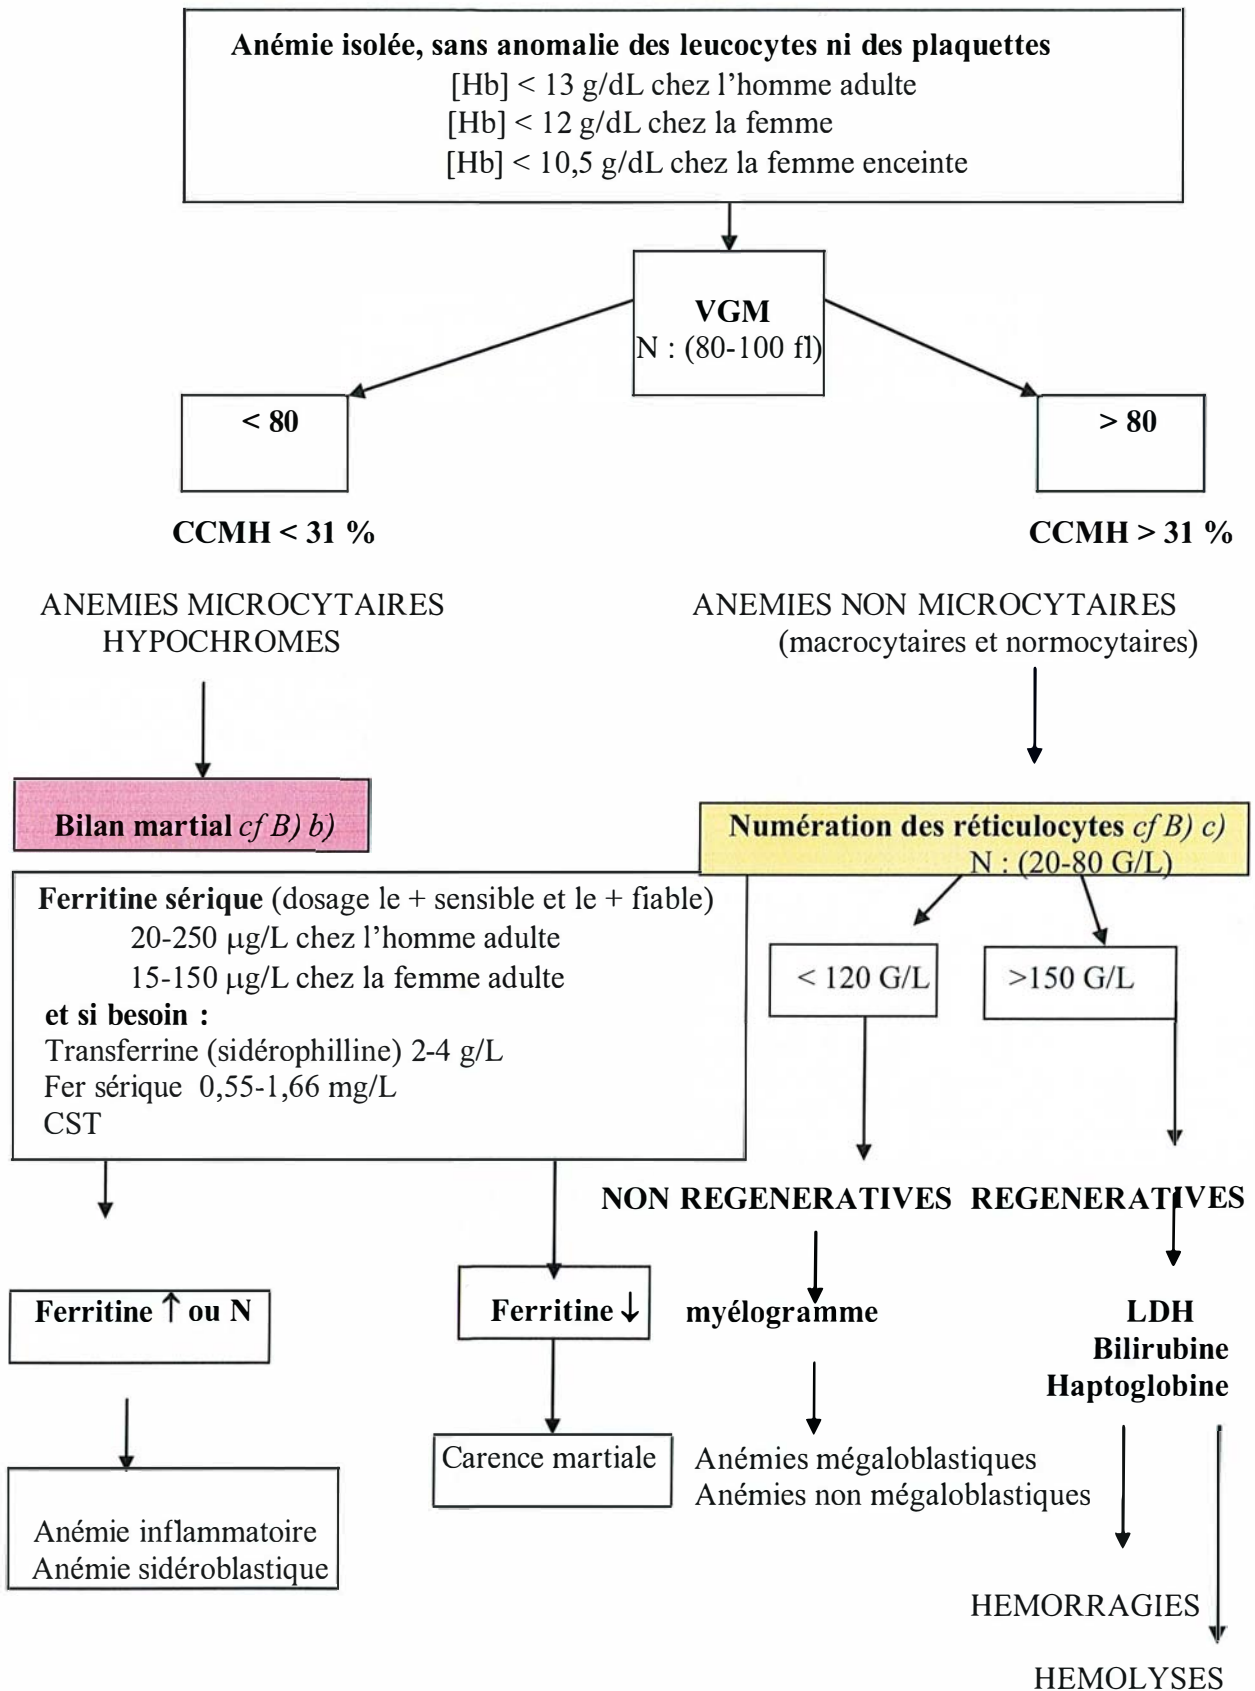 Anémie isolée, sans anomalie des leucocytes ni des plaquettes
[Hb] < 13 g/dL chez l'homme adulte
[Hb] < 12 g/dL chez la femme
[Hb] < 10,5 g/dL chez la femme enceinte
VGM
N : (80-100 fl)
< 80
> 80
CCMH < 31 %
CCMH > 31 %
ANEMIES MICROCYTAIRES
HYPOCHROMES
ANEMIES NON MICROCYTAIRES
(macrocytaires et normocytaires)
Bilan martial cf B) b)
Numération des réticulocytes cf B) c)
N : (20-80 G/L)
Ferritine sérique (dosage le + sensible et le + fiable)
20-250 µg/L chez l'homme adulte
15-150 µg/L chez la femme adulte
et si besoin :
Transferrine (sidérophilline) 2-4 g/L
Fer sérique 0,55-1,66 mg/L
CST
< 120 G/L
>150 G/L
NON REGENERATIVES
REGENERATIVES
Ferritine ↑ ou N
Ferritine ↓
myélogramme
LDH
Bilirubine
Haptoglobine
Anémie inflammatoire
Anémie sidéroblastique
Carence martiale
Anémies mégaloblastiques
Anémies non mégaloblastiques
HEMORRAGIES
HEMOLYSES